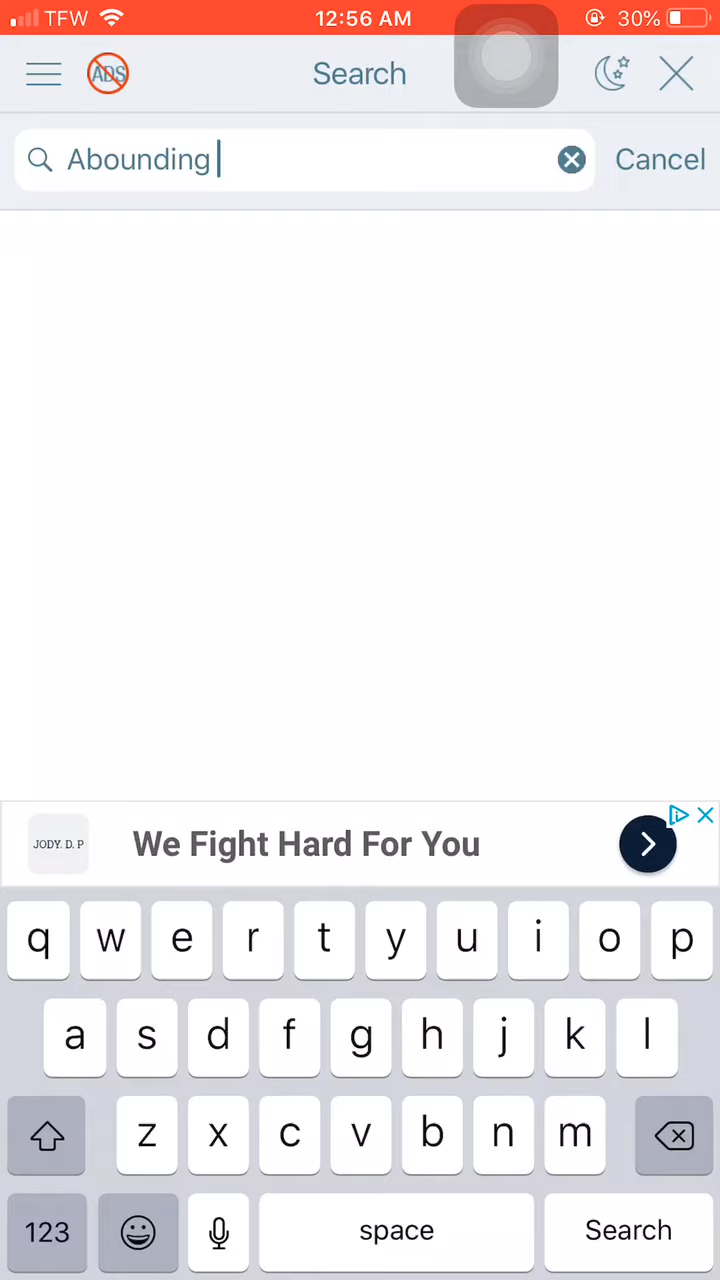 TFW 12:56 AM 30%
ADS Search
Abounding Cancel
JODY. D. P We Fight Hard For You
q w e r t y u i o p
a s d f g h j k l
z x c v b n m
123 space Search